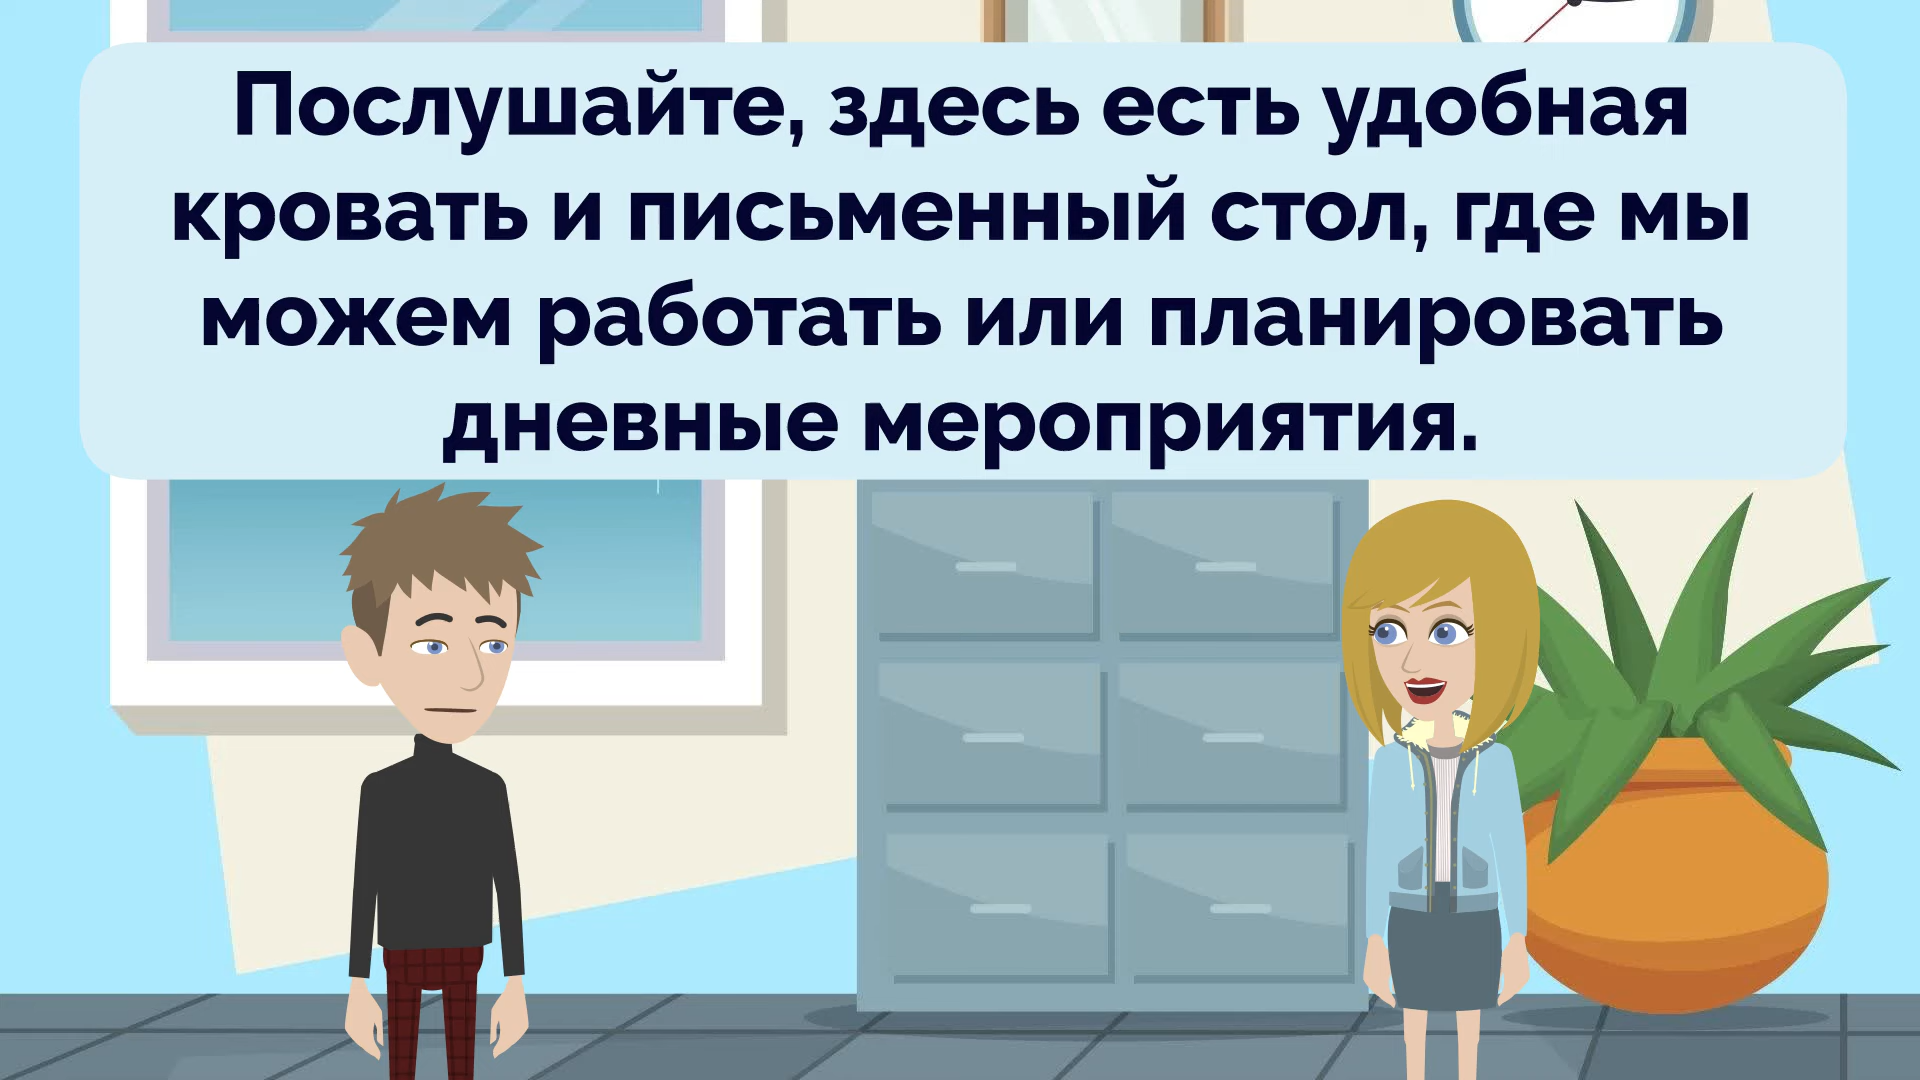 Послушайте, здесь есть удобная
кровать и письменный стол, где мы
можем работать или планировать
дневные мероприятия.